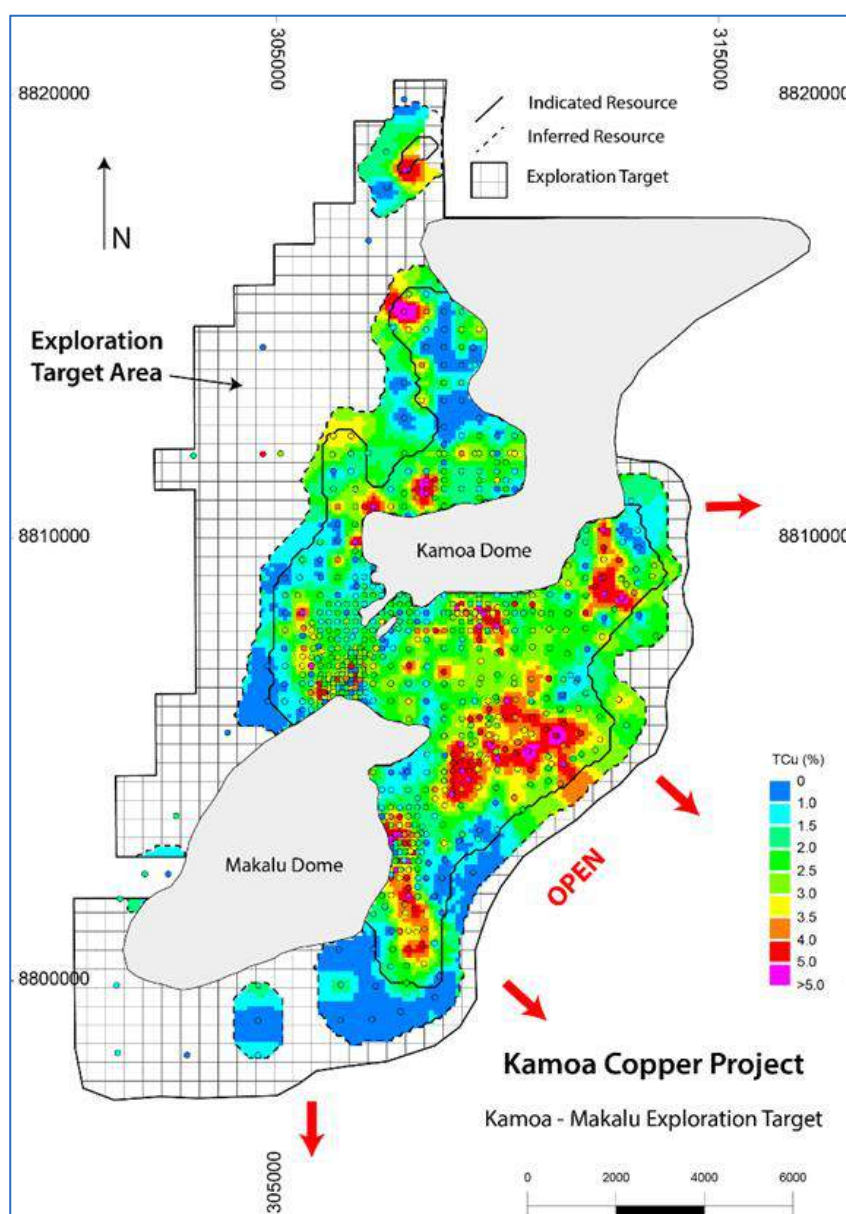 305000
315000
8820000
8820000
Indicated Resource
Inferred Resource
Exploration Target
N
Exploration
Target Area
Kamoa Dome
8810000
8810000
TCu (%)
0
1.0
1.5
2.0
2.5
3.0
3.5
4.0
5.0
>5.0
Makalu Dome
OPEN
8800000
Kamoa Copper Project
Kamoa - Makalu Exploration Target
305000
0
2000
4000
6000